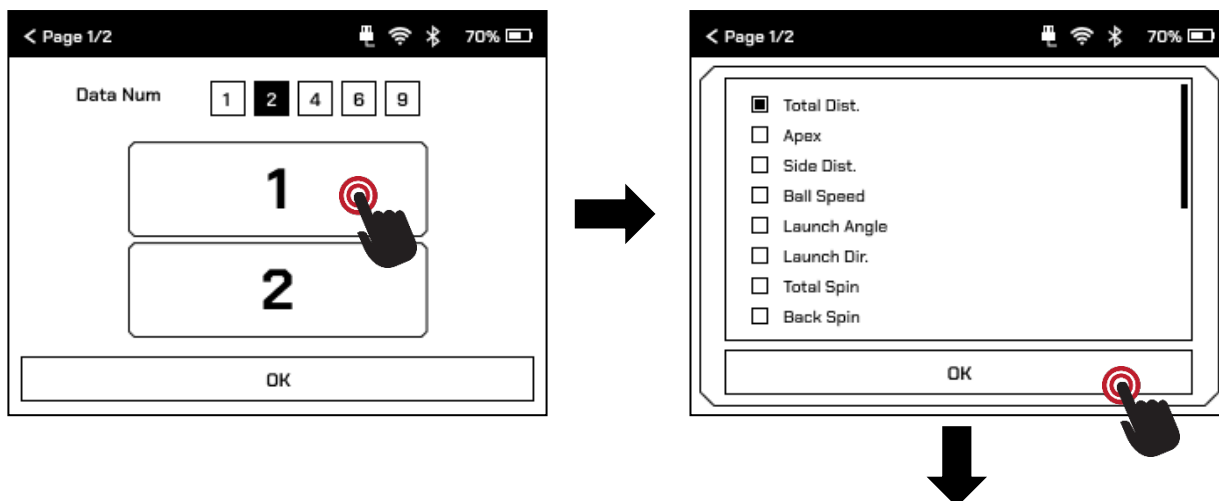 < Page 1/2 70%
Data Num 1 2 4 6 9
1
2
OK
< Page 1/2 70%
Total Dist.
Apex
Side Dist.
Ball Speed
Launch Angle
Launch Dir.
Total Spin
Back Spin
OK